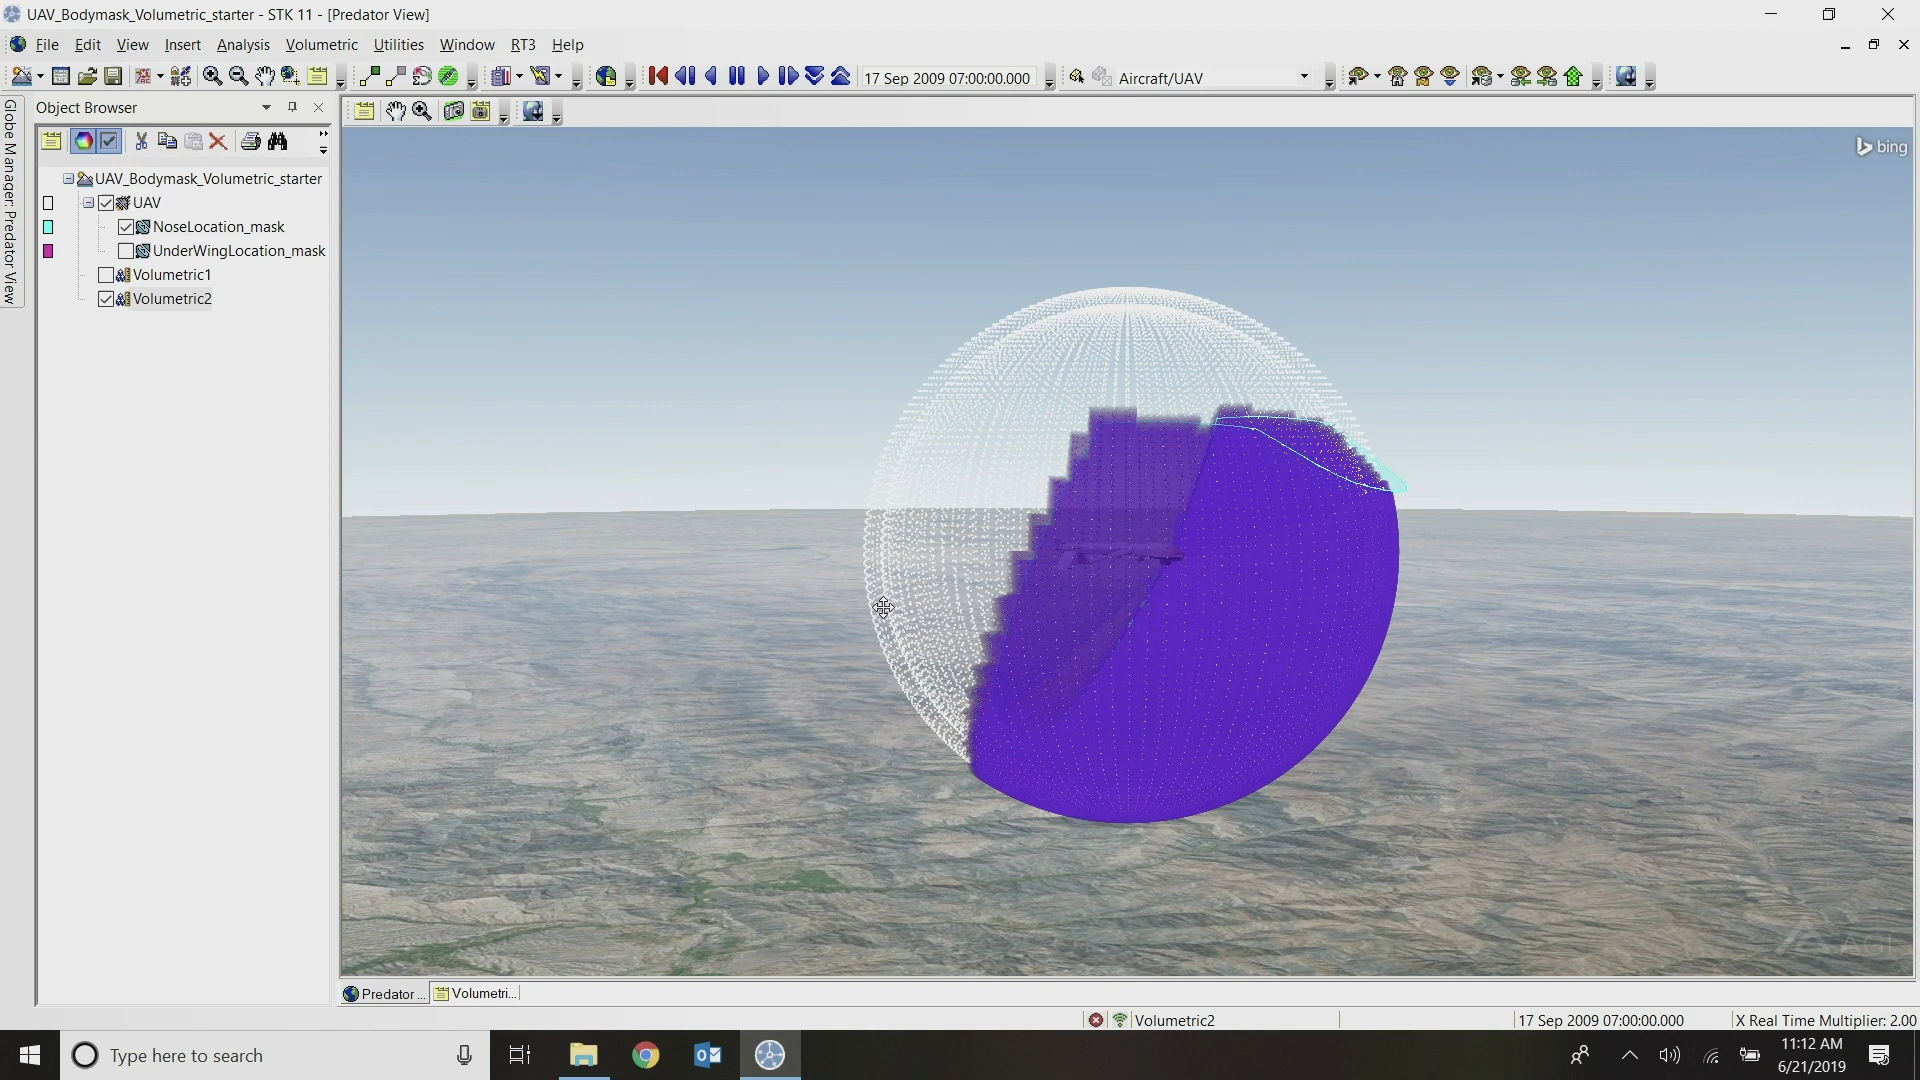 UAV_Bodymask_Volumetric_starter - STK 11 - [Predator View]
File Edit View Insert Analysis Volumetric Utilities Window RT3 Help
17 Sep 2009 07:00:00.000
Aircraft/UAV
Globe Manager: Predator View
Object Browser
UAV_Bodymask_Volumetric_starter
UAV
NoseLocation_mask
UnderWingLocation_mask
Volumetric1
Volumetric2
bing
AGI
Predator ...
Volumetri...
Volumetric2
17 Sep 2009 07:00:00.000
X Real Time Multiplier: 2.00
Type here to search
11:12 AM
6/21/2019